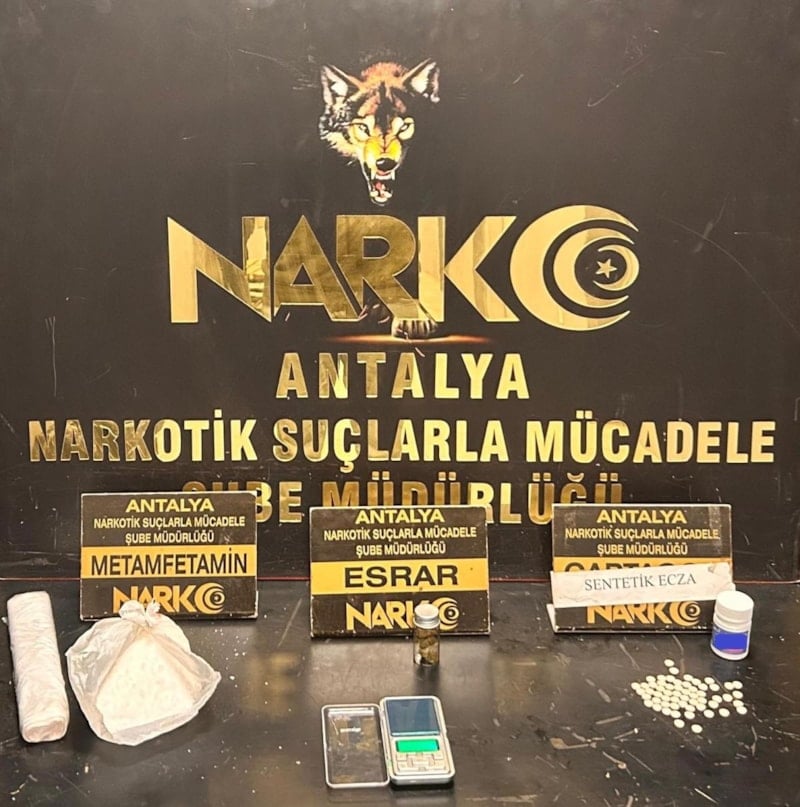 NARKO
ANTALYA
NARKOTİK SUÇLARLA MÜCADELE
ŞUBE MÜDÜRLÜĞÜ
ANTALYA
NARKOTİK SUÇLARLA MÜCADELE
ŞUBE MÜDÜRLÜĞÜ
METAMFETAMİN
NARKO
ANTALYA
NARKOTİK SUÇLARLA MÜCADELE
ŞUBE MÜDÜRLÜĞÜ
ESRAR
NARKO
ANTALYA
NARKOTİK SUÇLARLA MÜCADELE
ŞUBE MÜDÜRLÜĞÜ
SENTETİK ECZA
NARKO